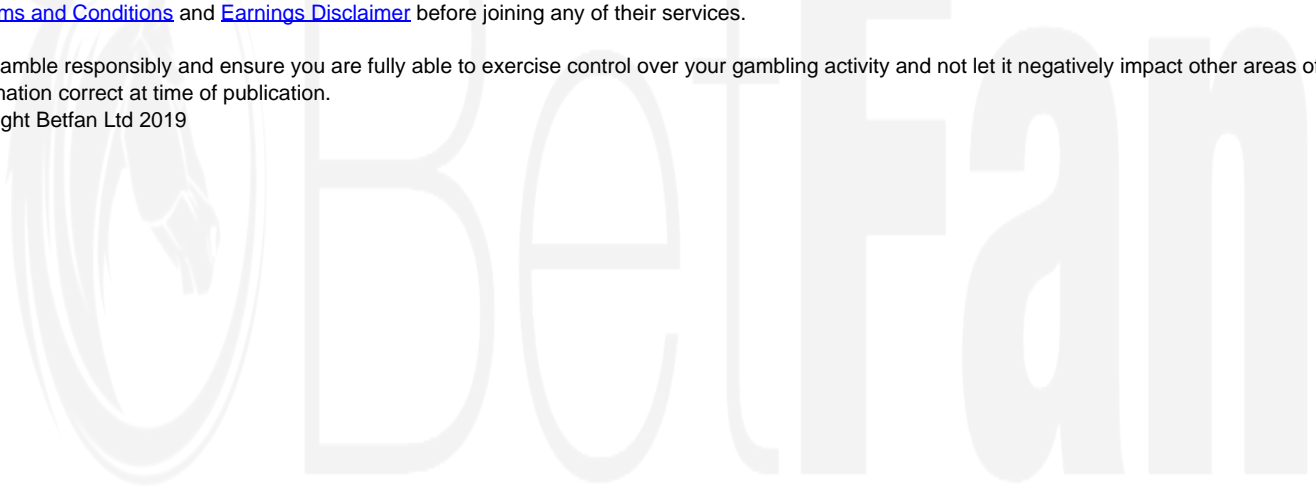 ms and Conditions and Earnings Disclaimer before joining any of their services.
amble responsibly and ensure you are fully able to exercise control over your gambling activity and not let it negatively impact other areas of
nation correct at time of publication.
ght Betfan Ltd 2019
BetFan